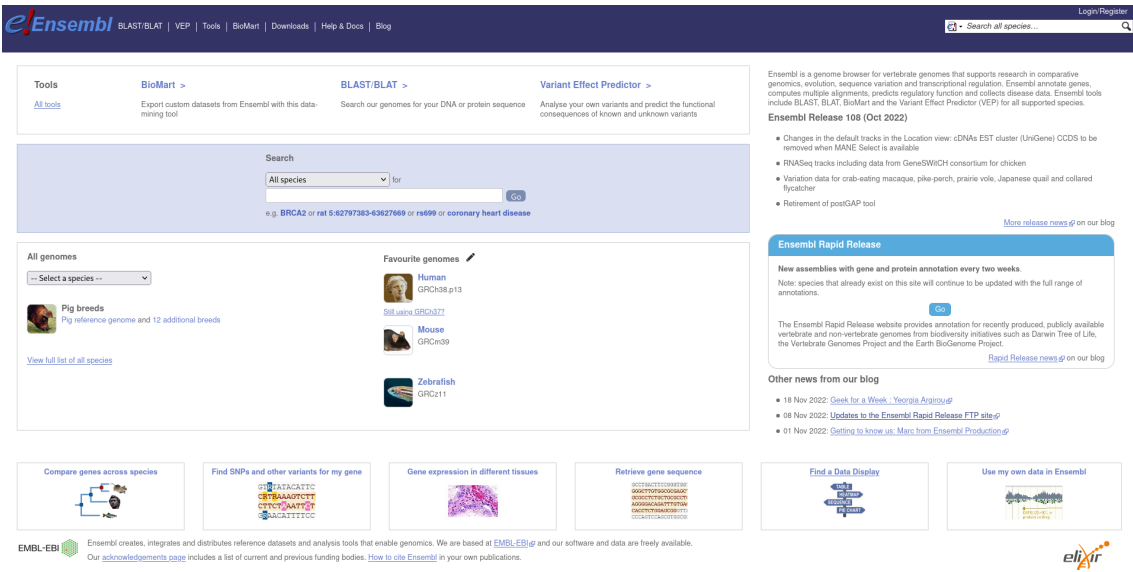 Login/Register
e!Ensembl BLAST/BLAT | VEP | Tools | BioMart | Downloads | Help & Docs | Blog
Search all species...
Tools
All tools
BioMart >
Export custom datasets from Ensembl with this data-
mining tool
BLAST/BLAT >
Search our genomes for your DNA or protein sequence
Variant Effect Predictor >
Analyse your own variants and predict the functional
consequences of known and unknown variants
Search
All species for
Go
e.g. BRCA2 or rat 5:62797383-63627669 or rs699 or coronary heart disease
All genomes
-- Select a species --
Pig breeds
Pig reference genome and 12 additional breeds
View full list of all species
Favourite genomes
Human
GRCh38.p13
Still using GRCh37?
Mouse
GRCm39
Zebrafish
GRCz11
Ensembl is a genome browser for vertebrate genomes that supports research in comparative
genomics, evolution, sequence variation and transcriptional regulation. Ensembl annotate genes,
computes multiple alignments, predicts regulatory function and collects disease data. Ensembl tools
include BLAST, BLAT, BioMart and the Variant Effect Predictor (VEP) for all supported species.
Ensembl Release 108 (Oct 2022)
Changes in the default tracks in the Location view: cDNAs EST cluster (UniGene) CCDS to be
removed when MANE Select is available
RNASeq tracks including data from GeneSWitCH consortium for chicken
Variation data for crab-eating macaque, pike-perch, prairie vole, Japanese quail and collared
flycatcher
Retirement of postGAP tool
More release news on our blog
Ensembl Rapid Release
New assemblies with gene and protein annotation every two weeks.
Note: species that already exist on this site will continue to be updated with the full range of
annotations.
Go
The Ensembl Rapid Release website provides annotation for recently produced, publicly available
vertebrate and non-vertebrate genomes from biodiversity initiatives such as Darwin Tree of Life,
the Vertebrate Genomes Project and the Earth BioGenome Project.
Rapid Release news on our blog
Other news from our blog
18 Nov 2022: Geek for a Week : Yeorgia Argirou
08 Nov 2022: Updates to the Ensembl Rapid Release FTP site
01 Nov 2022: Getting to know us: Marc from Ensembl Production
Compare genes across species
Find SNPs and other variants for my gene
Gene expression in different tissues
Retrieve gene sequence
Find a Data Display
TABLE
HEATMAP
SEQUENCE
PIE CHART
Use my own data in Ensembl
EMBL-EBI
Ensembl creates, integrates and distributes reference datasets and analysis tools that enable genomics. We are based at EMBL-EBI and our software and data are freely available.
Our acknowledgements page includes a list of current and previous funding bodies. How to cite Ensembl in your own publications.
elixir